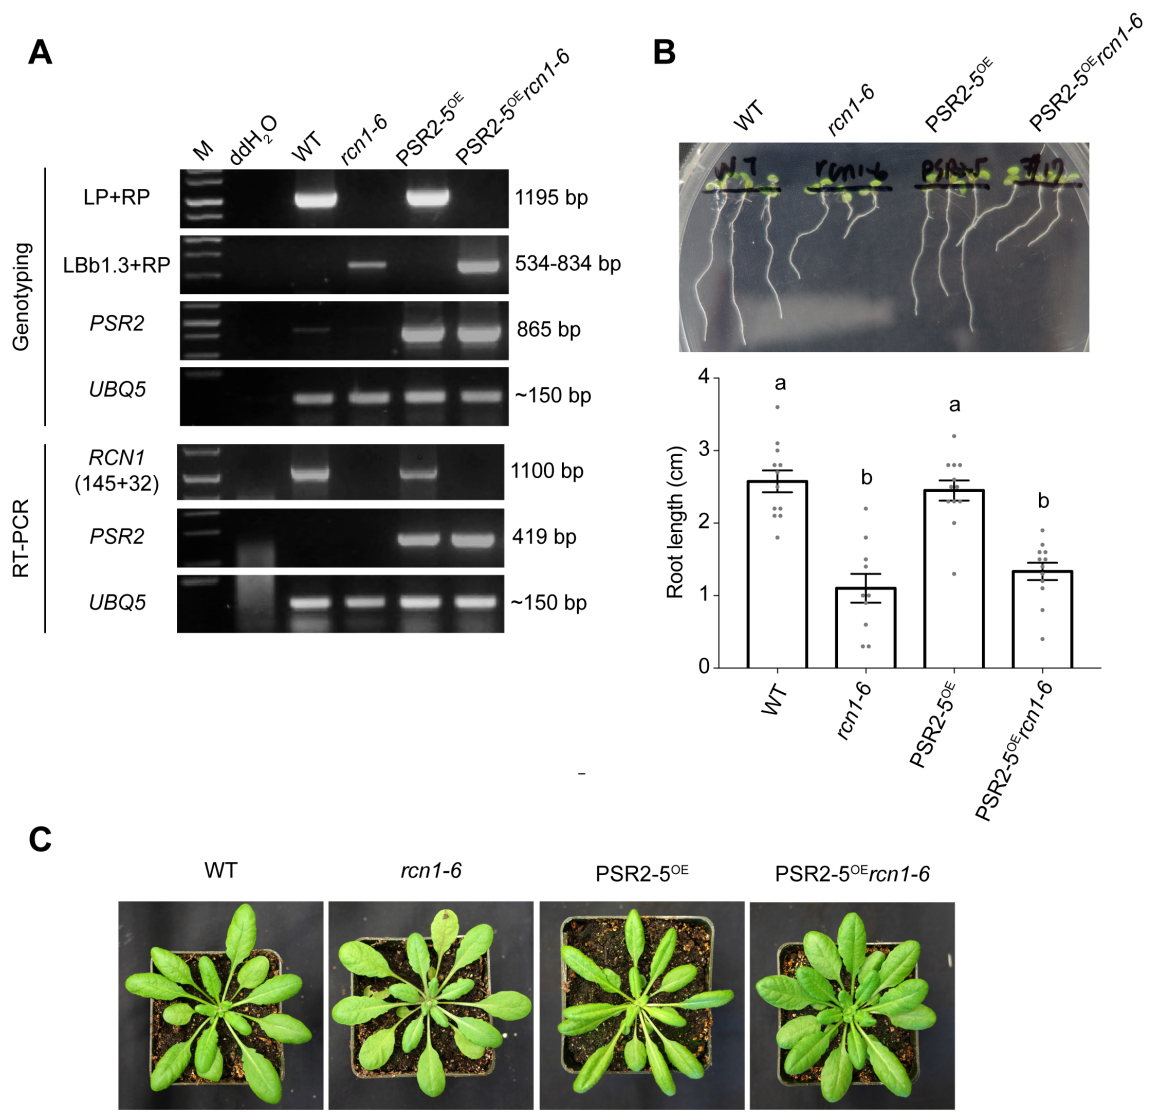 A
M
ddH2O
WT
rcn1-6
PSR2-5OE
PSR2-5OErcn1-6
Genotyping
LP+RP
1195 bp
LBb1.3+RP
534-834 bp
PSR2
865 bp
UBQ5
~150 bp
RT-PCR
RCN1
(145+32)
1100 bp
PSR2
419 bp
UBQ5
~150 bp
B
WT
rcn1-6
PSR2-5OE
PSR2-5OErcn1-6
WT
rcn1-6
PSR2-5
Root length (cm)
4
3
2
1
0
a
b
a
b
WT
rcn1-6
PSR2-5OE
PSR2-5OErcn1-6
C
WT
rcn1-6
PSR2-5OE
PSR2-5OErcn1-6